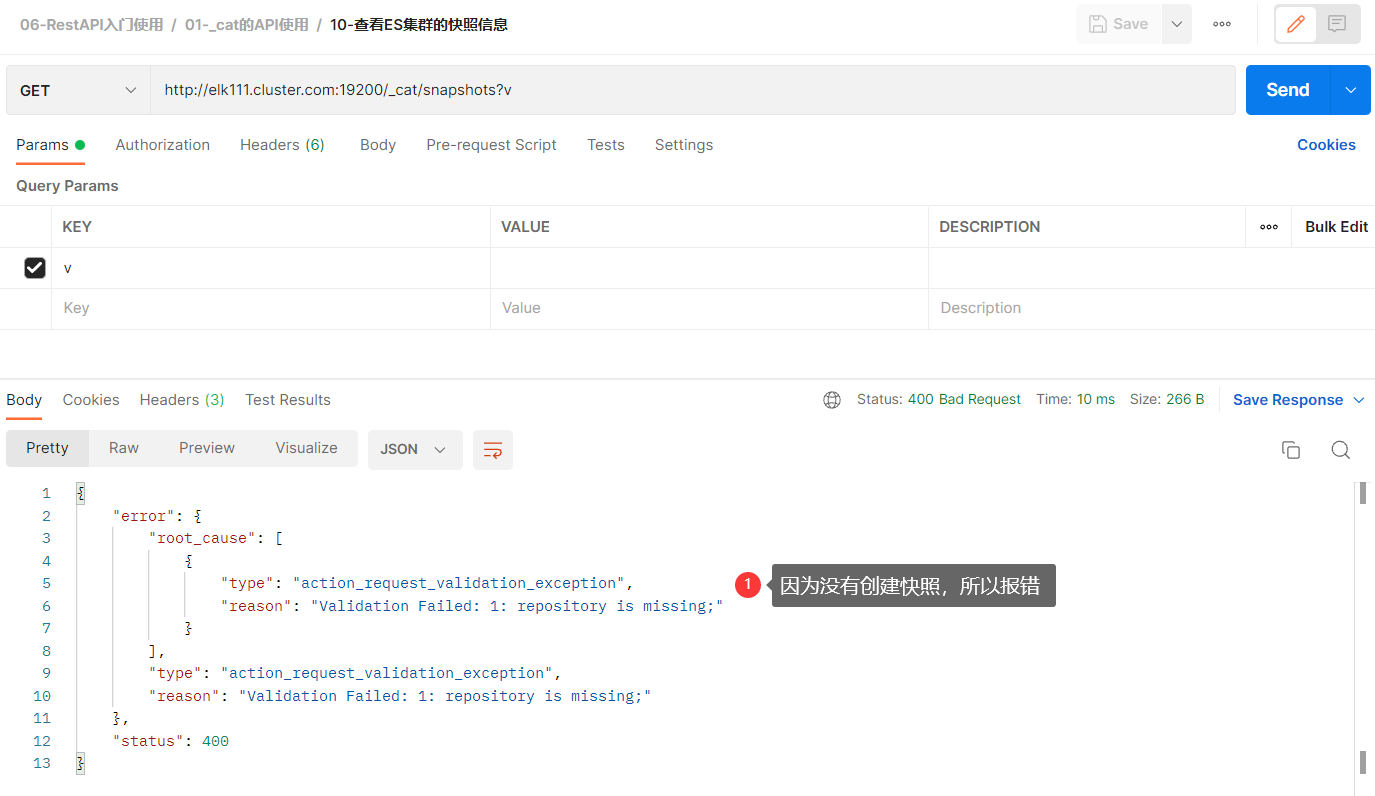 06-RestAPI入门使用 / 01-_cat的API使用 / 10-查看ES集群的快照信息 Save ooo
GET http://elk111.cluster.com:19200/_cat/snapshots?v Send
Params Authorization Headers (6) Body Pre-request Script Tests Settings Cookies
Query Params
KEY VALUE DESCRIPTION ooo Bulk Edit
v
Key Value Description
Body Cookies Headers (3) Test Results Status: 400 Bad Request Time: 10 ms Size: 266 B Save Response
Pretty Raw Preview Visualize JSON
1 {
2 "error": {
3 "root_cause": [
4 {
5 "type": "action_request_validation_exception",
1 因为没有创建快照，所以报错
6 "reason": "Validation Failed: 1: repository is missing;"
7 }
8 ],
9 "type": "action_request_validation_exception",
10 "reason": "Validation Failed: 1: repository is missing;"
11 },
12 "status": 400
13 }